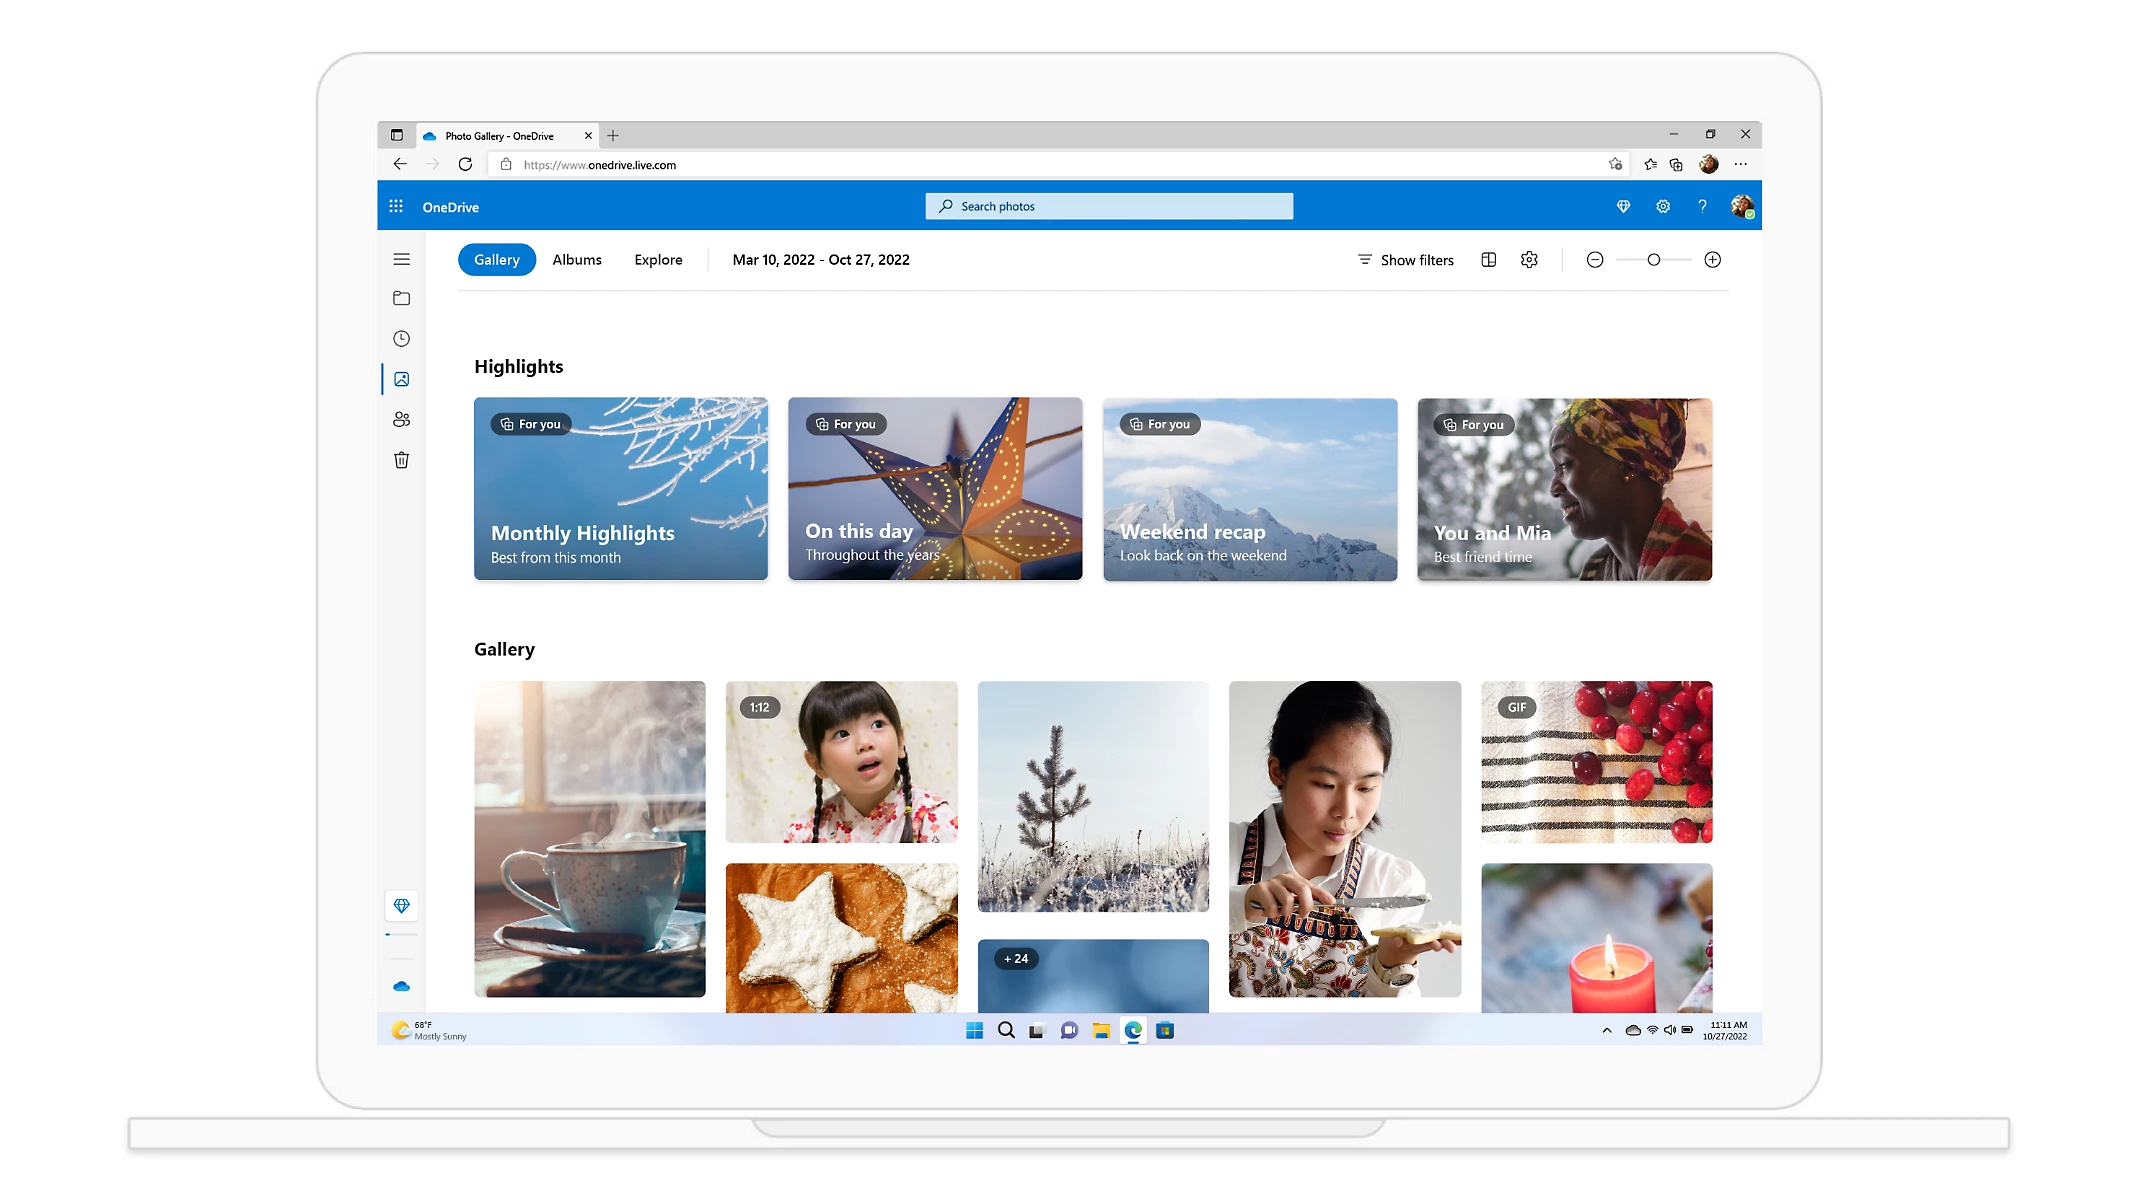 Photo Gallery - OneDrive
https://www.onedrive.live.com
OneDrive
Search photos
?
Gallery
Albums
Explore
Mar 10, 2022 - Oct 27, 2022
Show filters
Highlights
For you
Monthly Highlights
Best from this month
For you
On this day
Throughout the years
For you
Weekend recap
Look back on the weekend
For you
You and Mia
Best friend time
Gallery
1:12
GIF
+ 24
68°F
Mostly Sunny
11:11 AM
10/27/2022